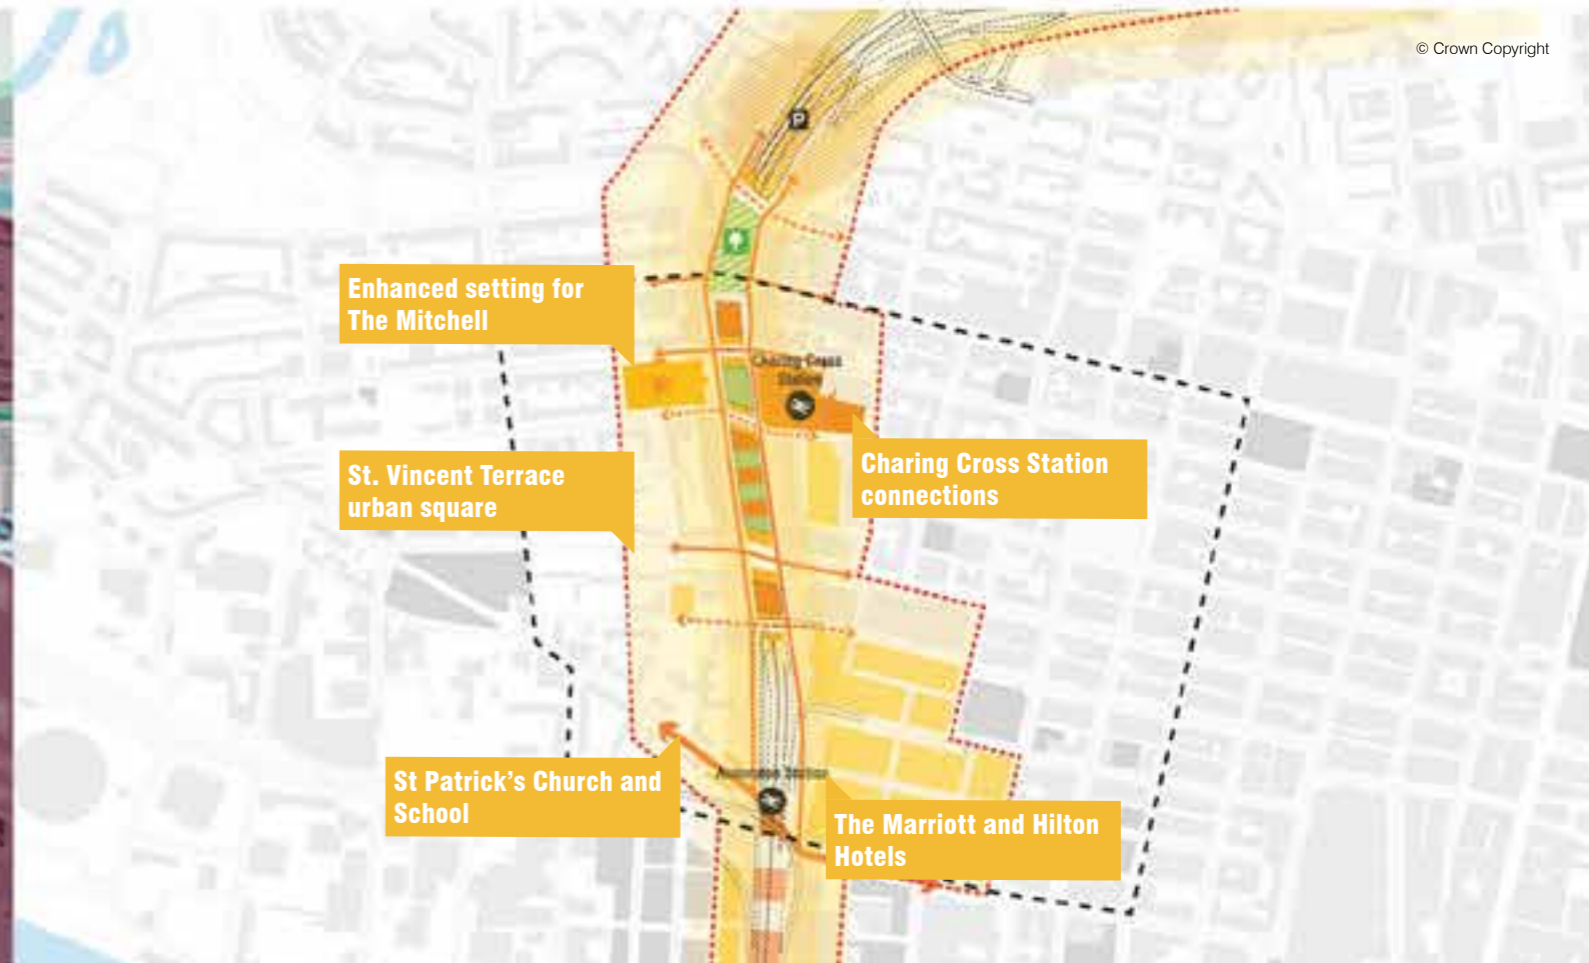 © Crown Copyright
P
Enhanced setting for
The Mitchell
Charing Cross
Station
St. Vincent Terrace
urban square
Charing Cross Station
connections
St Patrick's Church and
School
The Marriott and Hilton
Hotels